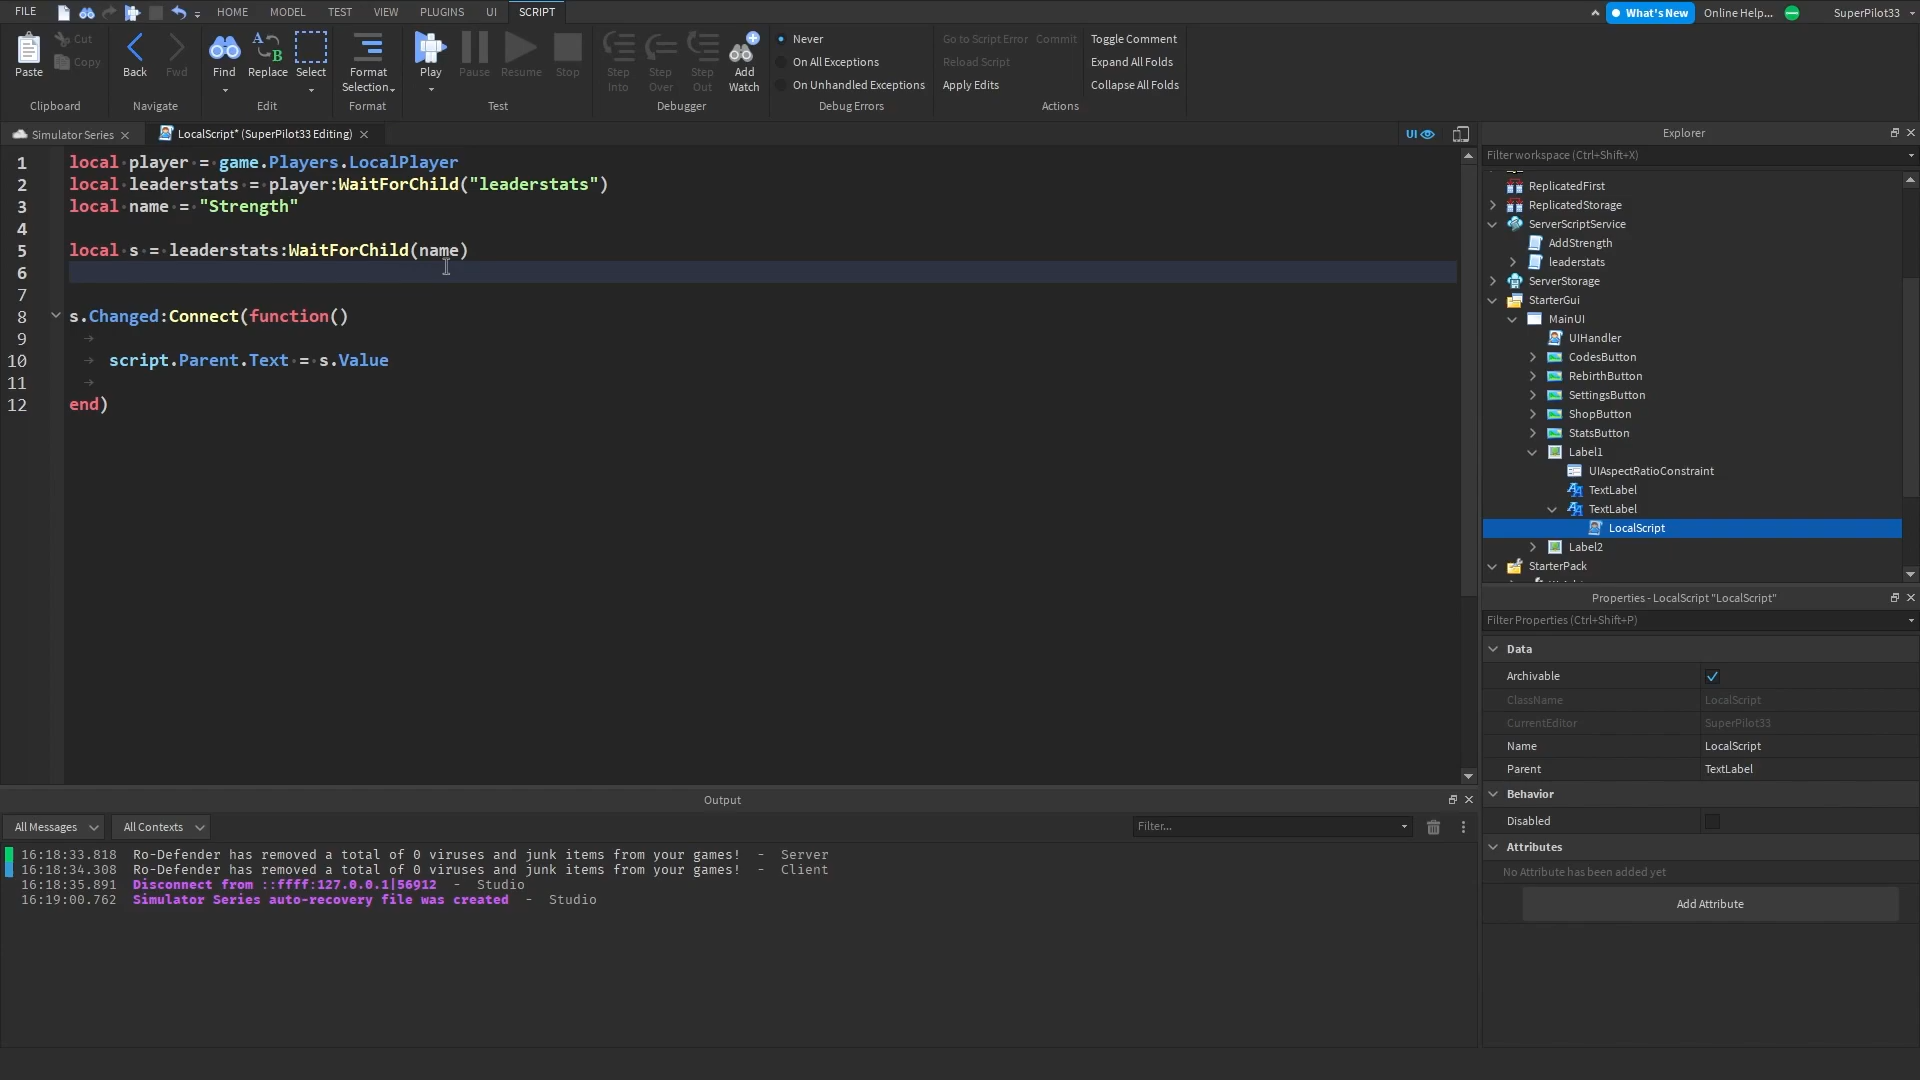 FILE HOME MODEL TEST VIEW PLUGINS UI SCRIPT What's New Online Help... SuperPilot33
Paste Cut Copy Clipboard
Back Fwd Navigate
Find Replace Select Edit
Format Selection Format
Play Pause Resume Stop Test
Step Into Step Over Step Out Add Watch Debugger
Never
On All Exceptions
On Unhandled Exceptions
Debug Errors
Go to Script Error Commit Toggle Comment
Reload Script Expand All Folds
Apply Edits Collapse All Folds
Actions
Simulator Series LocalScript* (SuperPilot33 Editing) UI
1 local player = game.Players.LocalPlayer
2 local leaderstats = player:WaitForChild("leaderstats")
3 local name = "Strength"
4
5 local s = leaderstats:WaitForChild(name)
6
7
8 s.Changed:Connect(function()
9
10 script.Parent.Text = s.Value
11
12 end)
Explorer
Filter workspace (Ctrl+Shift+X)
ReplicatedFirst
ReplicatedStorage
ServerScriptService
AddStrength
leaderstats
ServerStorage
StarterGui
MainUI
UIHandler
CodesButton
RebirthButton
SettingsButton
ShopButton
StatsButton
Label1
UIAspectRatioConstraint
TextLabel
TextLabel
LocalScript
Label2
StarterPack
Properties - LocalScript "LocalScript"
Filter Properties (Ctrl+Shift+P)
Data
Archivable
ClassName LocalScript
CurrentEditor SuperPilot33
Name LocalScript
Parent TextLabel
Behavior
Disabled
Attributes
No Attribute has been added yet
Add Attribute
Output
All Messages All Contexts Filter...
16:18:33.818 Ro-Defender has removed a total of 0 viruses and junk items from your games! - Server
16:18:34.308 Ro-Defender has removed a total of 0 viruses and junk items from your games! - Client
16:18:35.891 Disconnect from ::ffff:127.0.0.1|56912 - Studio
16:19:00.762 Simulator Series auto-recovery file was created - Studio